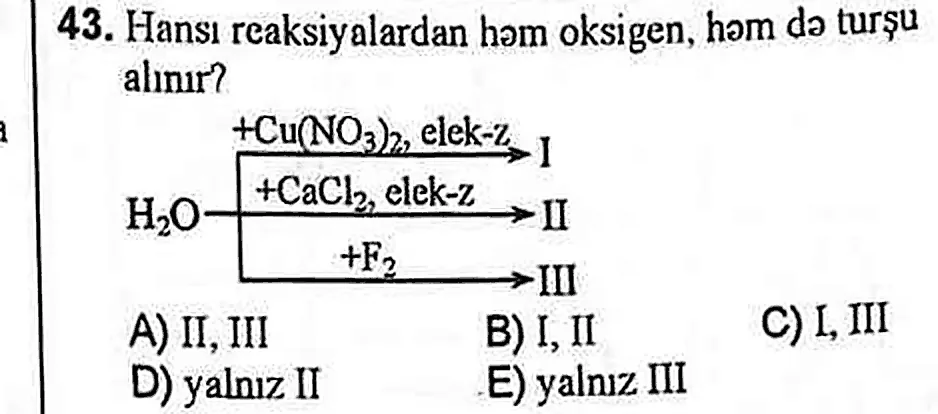 43. Hansı reaksiyalardan həm oksigen, həm də turşu
alınır?
+Cu(NO₃)₂, elek-z I
+CaCl₂, elek-z
H₂O II
+F₂
III
A) II, III B) I, II C) I, III
D) yalnız II E) yalnız III